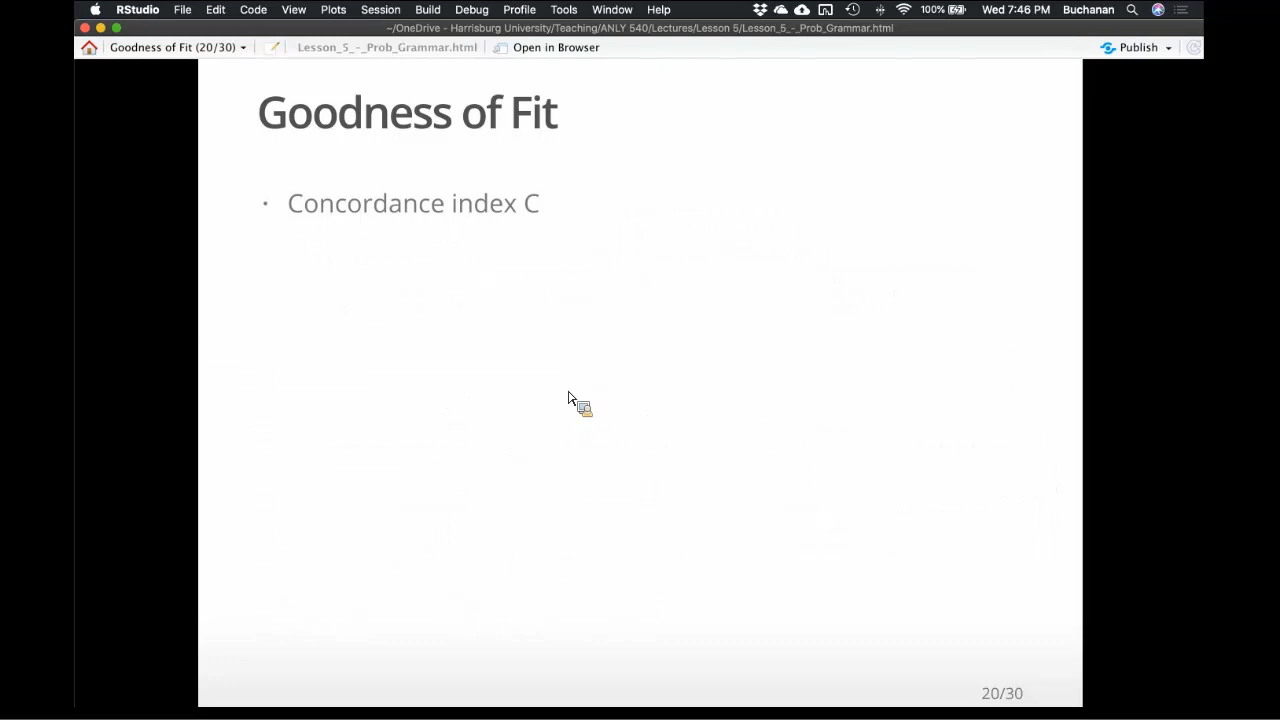 RStudio File Edit Code View Plots Session Build Debug Profile Tools Window Help 100% Wed 7:46 PM Buchanan
~/OneDrive - Harrisburg University/Teaching/ANLY 540/Lectures/Lesson 5/Lesson_5_-_Prob_Grammar.html
Goodness of Fit (20/30) Lesson_5_-_Prob_Grammar.html Open in Browser Publish
Goodness of Fit
· Concordance index C
20/30